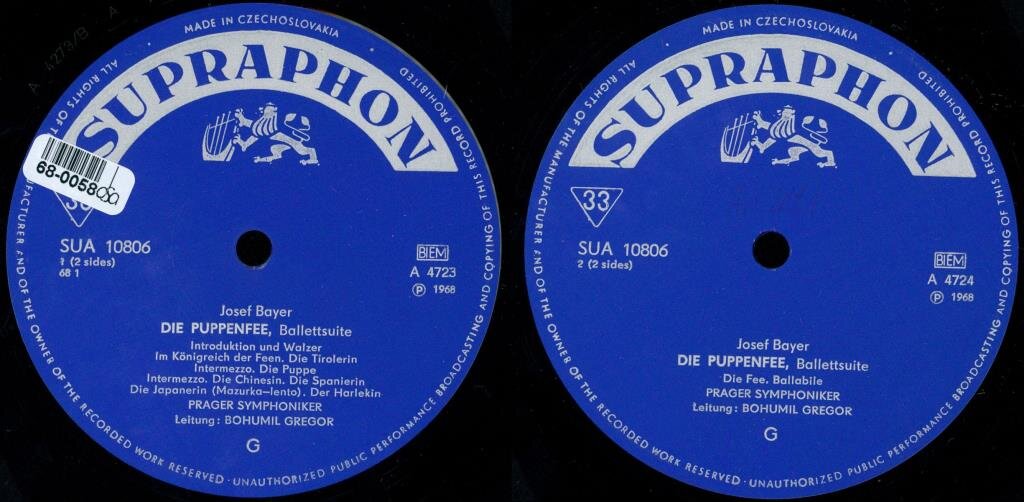 MADE IN CZECHOSLOVAKIA
SUPRAPHON
ALL RIGHTS OF
MANUFACTURER AND OF THE OWNER OF THE RECORDED WORK RESERVED · UNAUTHORIZED PUBLIC PERFORMANCE BROADCASTING AND COPYING OF THIS RECORD PROHIBITED
68-0058
SUA 10806
1 (2 sides)
68 1
BIEM
A 4723
Ⓟ 1968
Josef Bayer
DIE PUPPENFEE, Ballettsuite
Introduktion und Walzer
Im Königreich der Feen. Die Tirolerin
Intermezzo. Die Puppe
Intermezzo. Die Chinesin. Die Spanierin
Die Japanerin (Mazurka–lento). Der Harlekin
PRAGER SYMPHONIKER
Leitung: BOHUMIL GREGOR
G
MADE IN CZECHOSLOVAKIA
SUPRAPHON
ALL RIGHTS OF THE MANUFACTURER AND OF THE OWNER OF THE RECORDED WORK RESERVED · UNAUTHORIZED PUBLIC PERFORMANCE BROADCASTING AND COPYING OF THIS RECORD PROHIBITED
33
SUA 10806
2 (2 sides)
BIEM
A 4724
Ⓟ 1968
Josef Bayer
DIE PUPPENFEE, Ballettsuite
Die Fee. Ballabile
PRAGER SYMPHONIKER
Leitung: BOHUMIL GREGOR
G